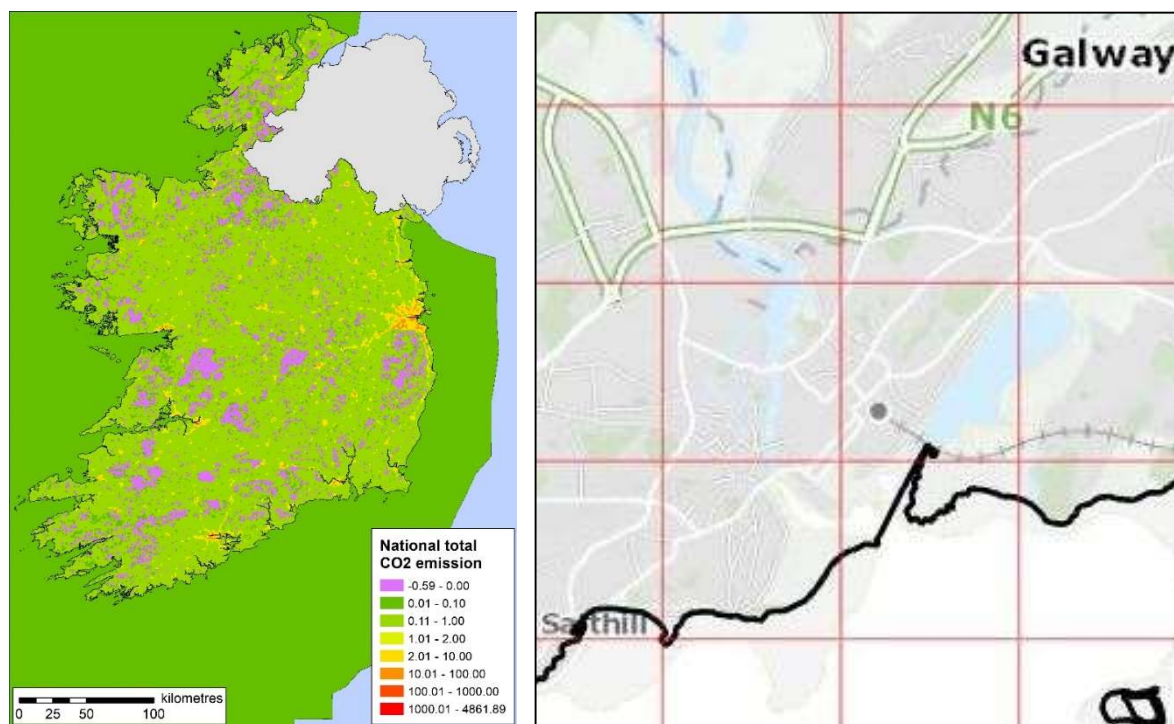 National total
CO2 emission
-0.59 - 0.00
0.01 - 0.10
0.11 - 1.00
1.01 - 2.00
2.01 - 10.00
10.01 - 100.00
100.01 - 1000.00
1000.01 - 4861.89
kilometres
0 25 50 100
Galway
N6
Salthill